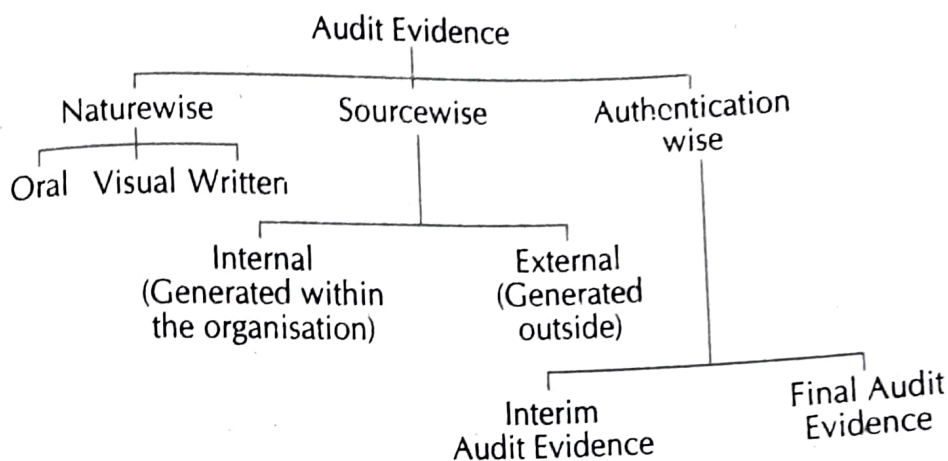 Audit Evidence
Naturewise
Sourcewise
Authentication
wise
Oral
Visual
Written
Internal
(Generated within
the organisation)
External
(Generated
outside)
Interim
Audit Evidence
Final Audit
Evidence